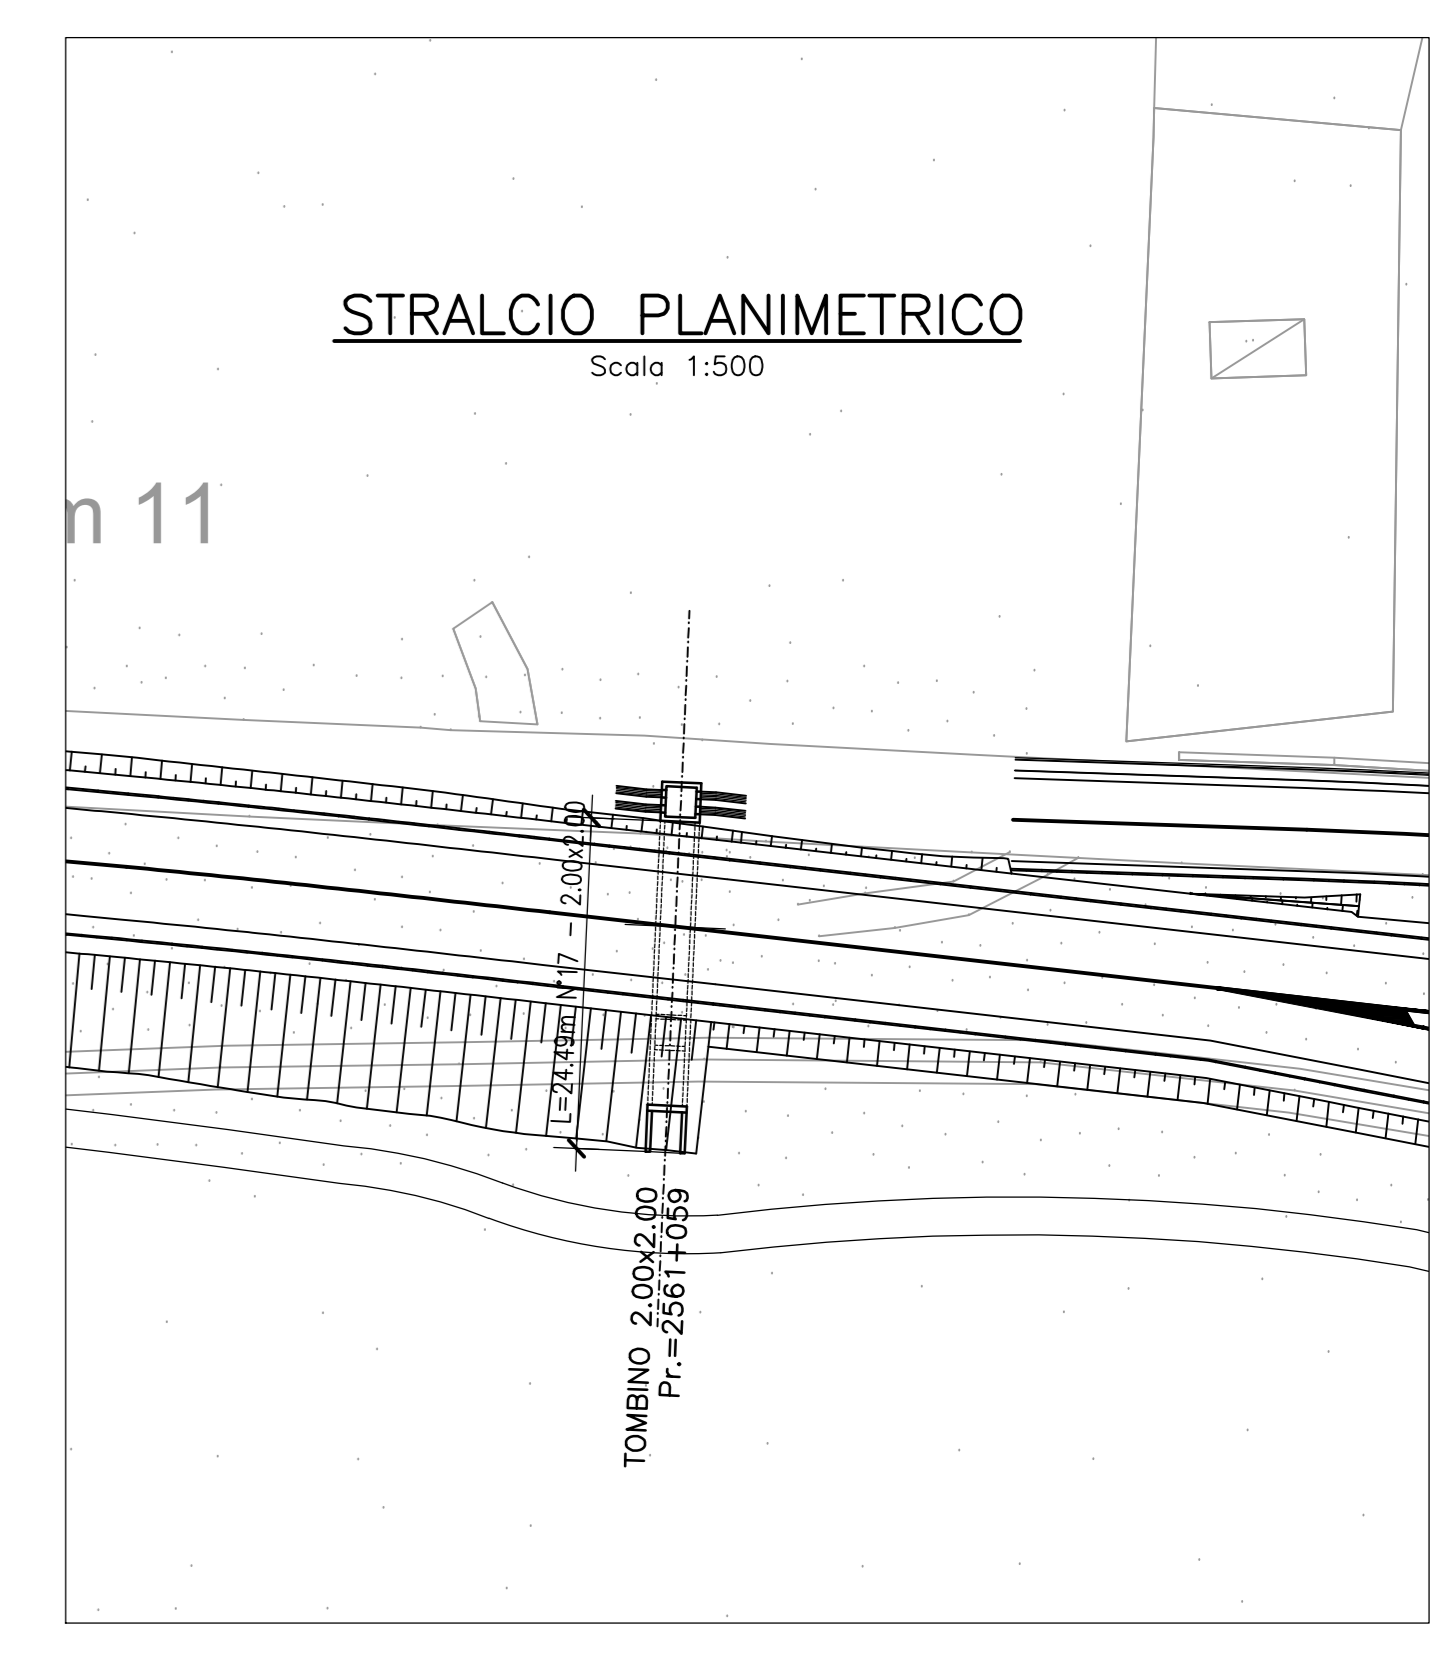 STRALCIO PLANIMETRICO
Scala 1:500
m 11
L=24.49m N°17 - 2.00x2.00
TOMBINO 2.00x2.00
Pr.=2561+059